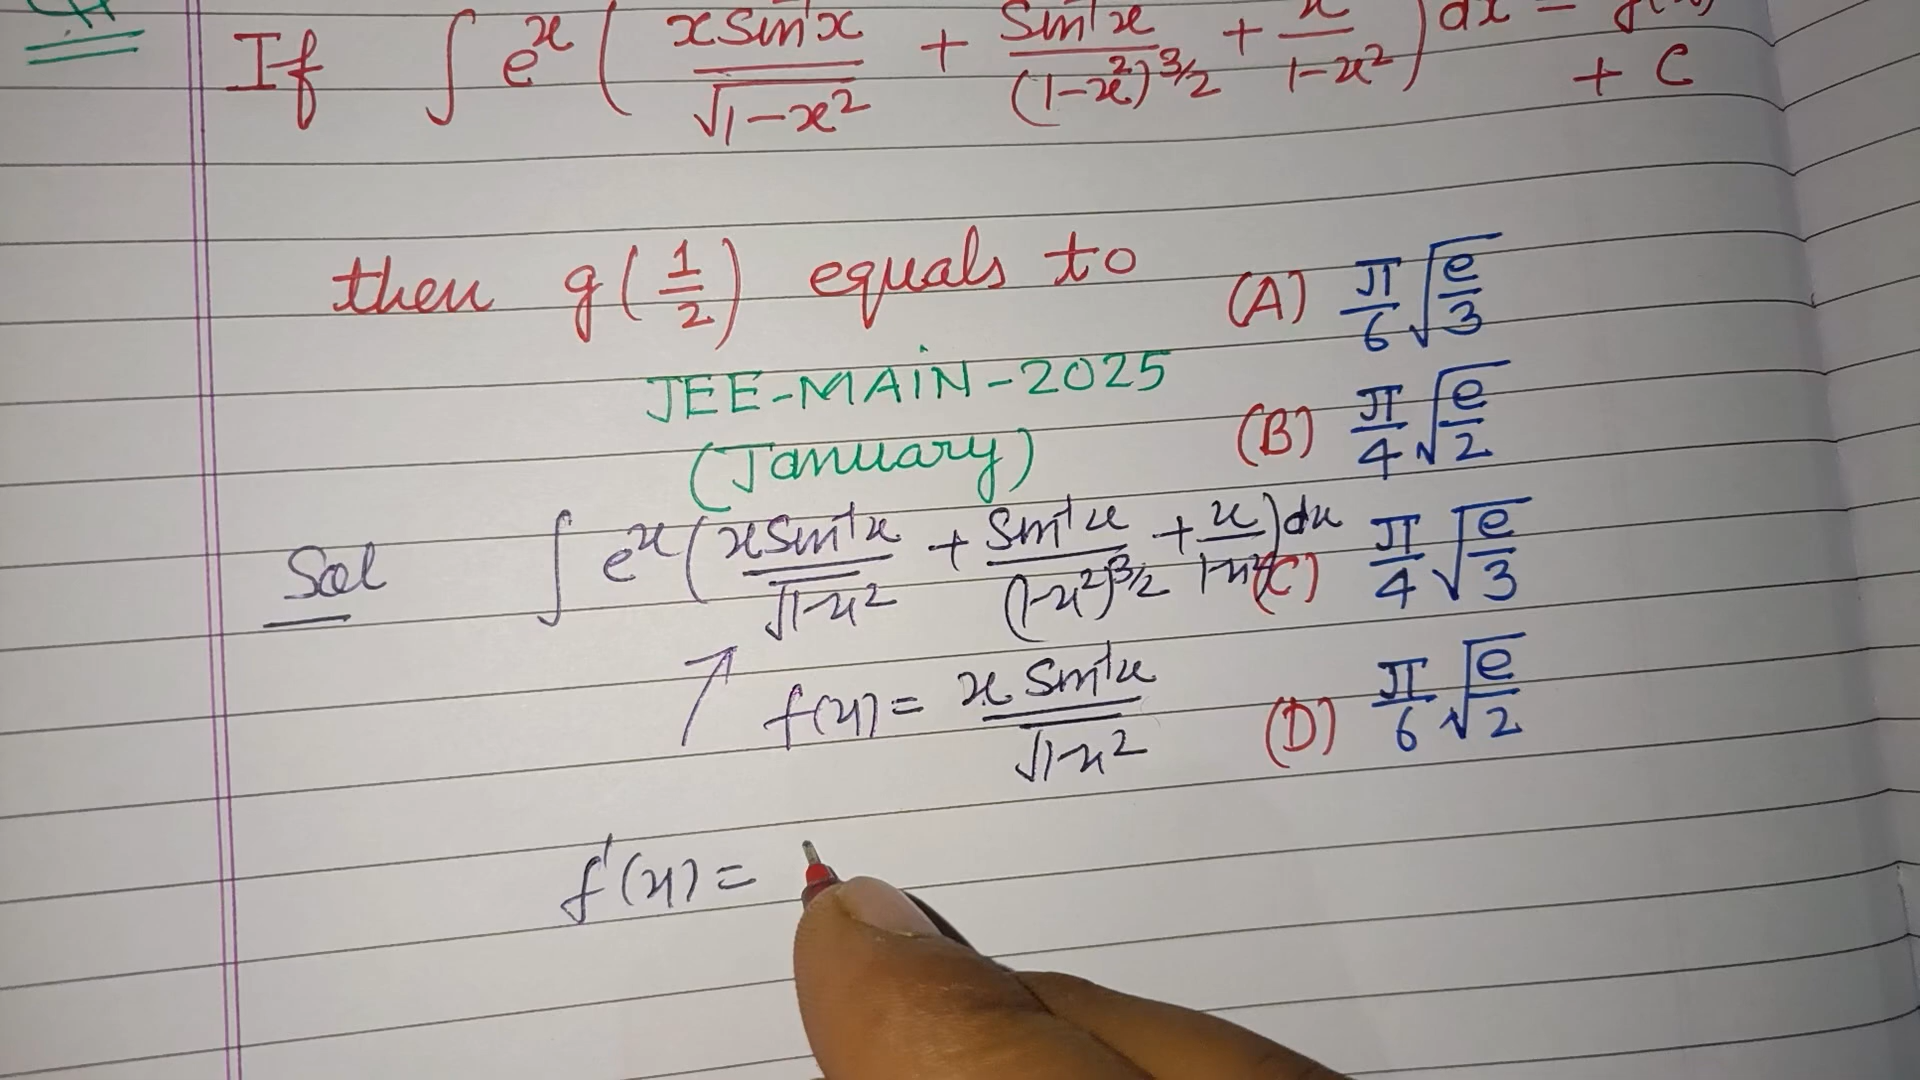 If ∫ eˣ ( x sin⁻¹x / √1-x² + sin⁻¹x / (1-x²)^3/2 + x / 1-x² ) dx =
+ C
then g(1/2) equals to
(A) π/6 √e/3
JEE-MAIN-2025
(B) π/4 √e/2
(January)
Sol ∫ eˣ ( x sin⁻¹x / √1-x² + sin⁻¹x / (1-x²)^3/2 + x / 1-x² ) dx
(C) π/4 √e/3
f(x) = x sin⁻¹x / √1-x²
(D) π/6 √e/2
f'(x) =